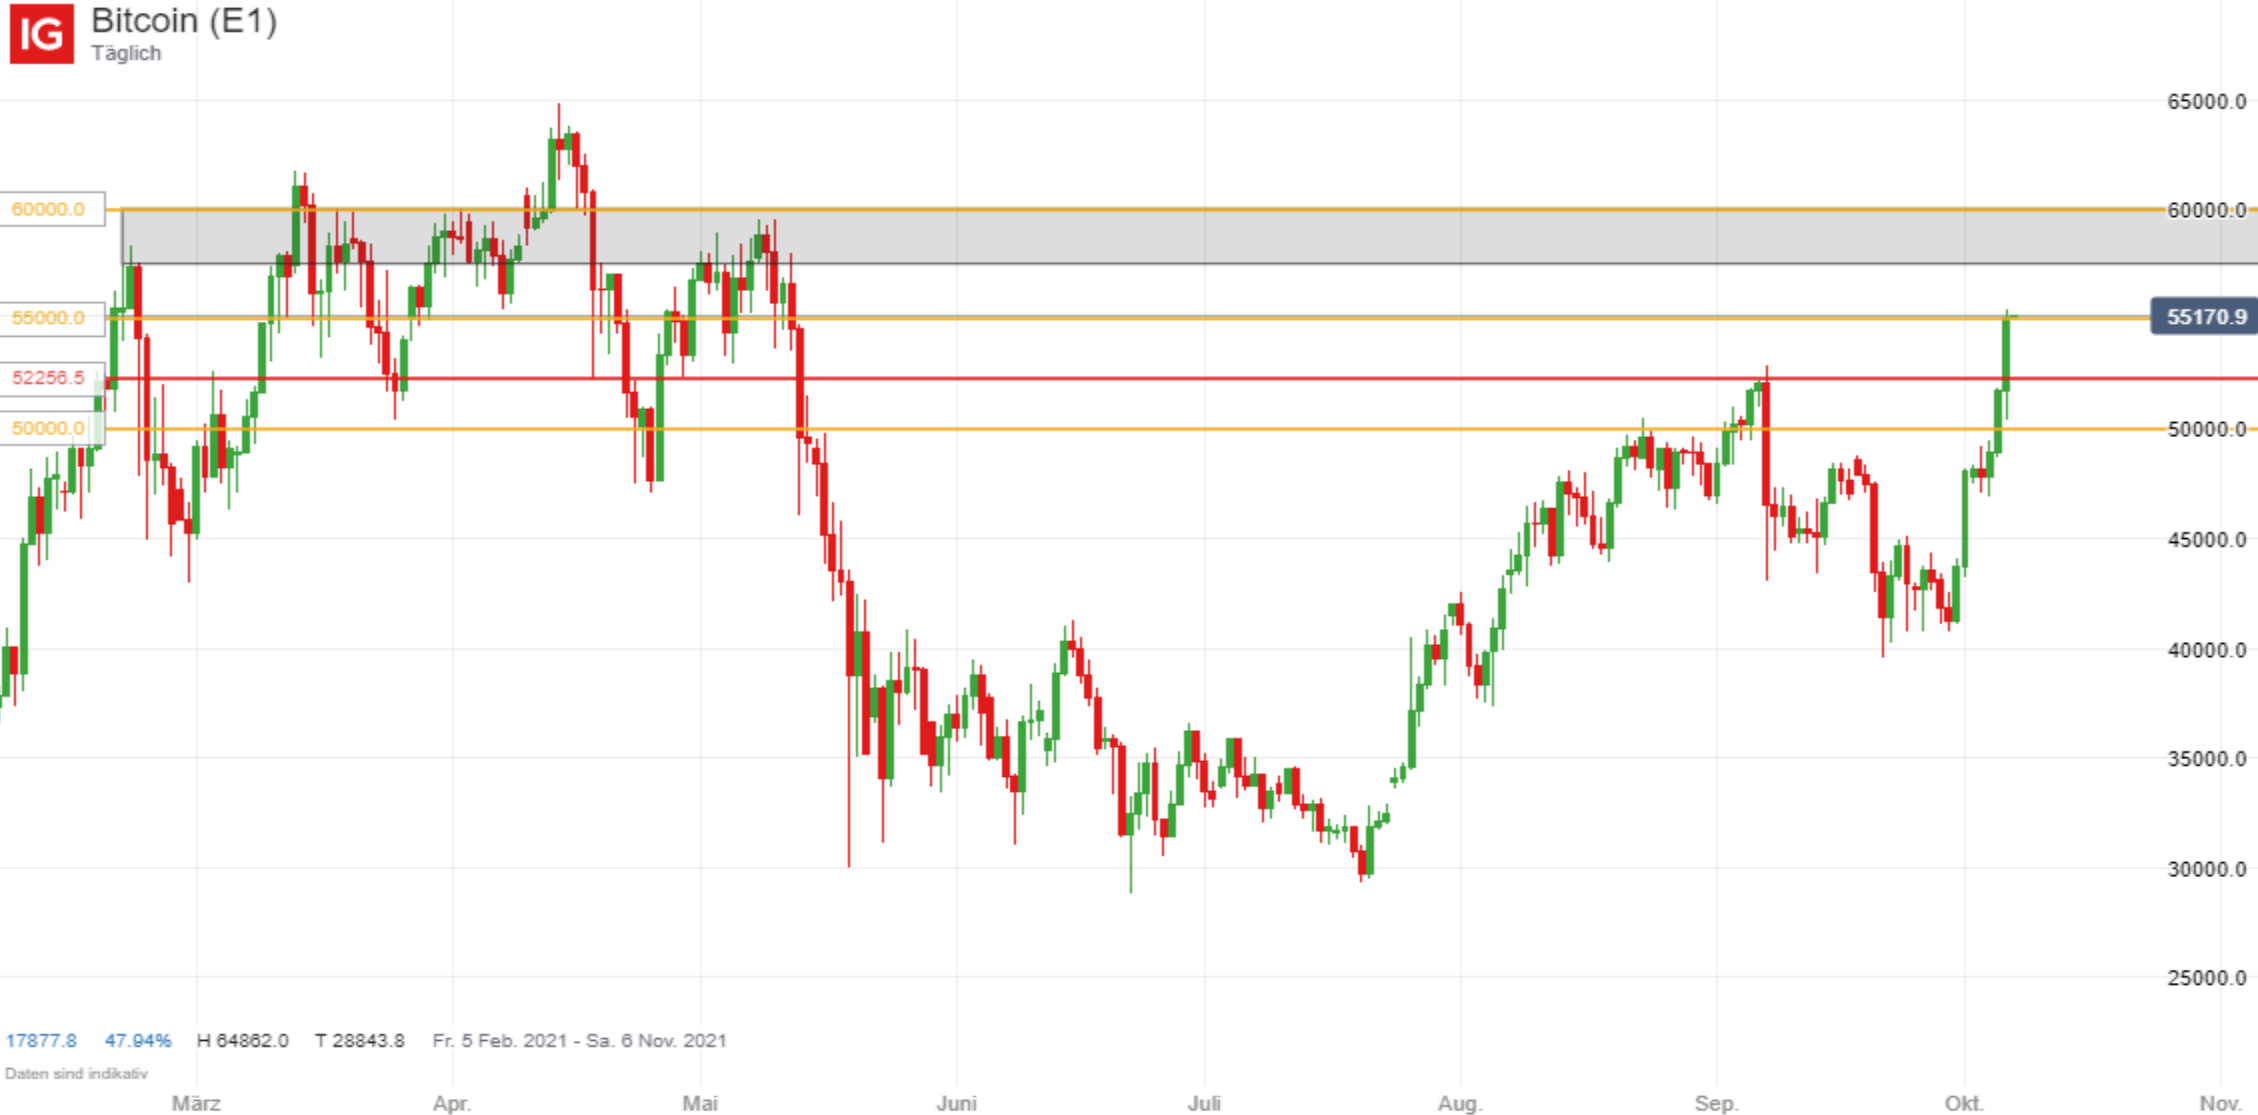 IG
Bitcoin (E1)
Täglich
65000.0
60000.0
60000.0
55000.0
55170.9
52256.5
50000.0
50000.0
45000.0
40000.0
35000.0
30000.0
25000.0
17877.8 47.94% H 64862.0 T 28843.8 Fr. 5 Feb. 2021 - Sa. 6 Nov. 2021
Daten sind indikativ
März Apr. Mai Juni Juli Aug. Sep. Okt. Nov.